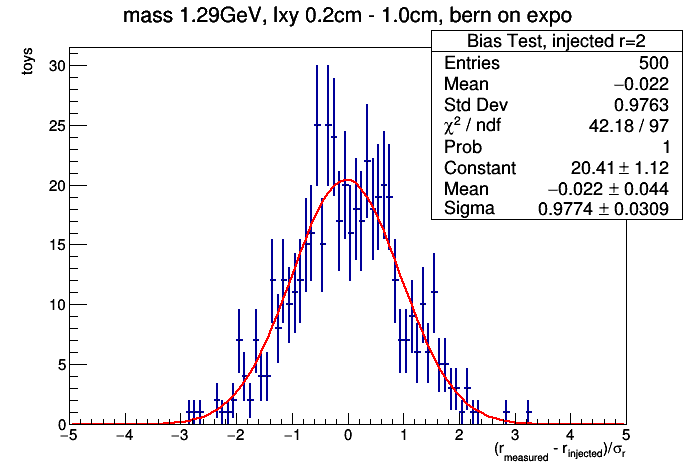 mass 1.29GeV, lxy 0.2cm - 1.0cm, bern on expo
Bias Test, injected r=2
Entries 500
Mean −0.022
Std Dev 0.9763
χ² / ndf 42.18 / 97
Prob 1
Constant 20.41 ± 1.12
Mean −0.022 ± 0.044
Sigma 0.9774 ± 0.0309
toys
30
25
20
15
10
5
0
−5 −4 −3 −2 −1 0 1 2 3 4 5
(r_measured - r_injected)/σ_r